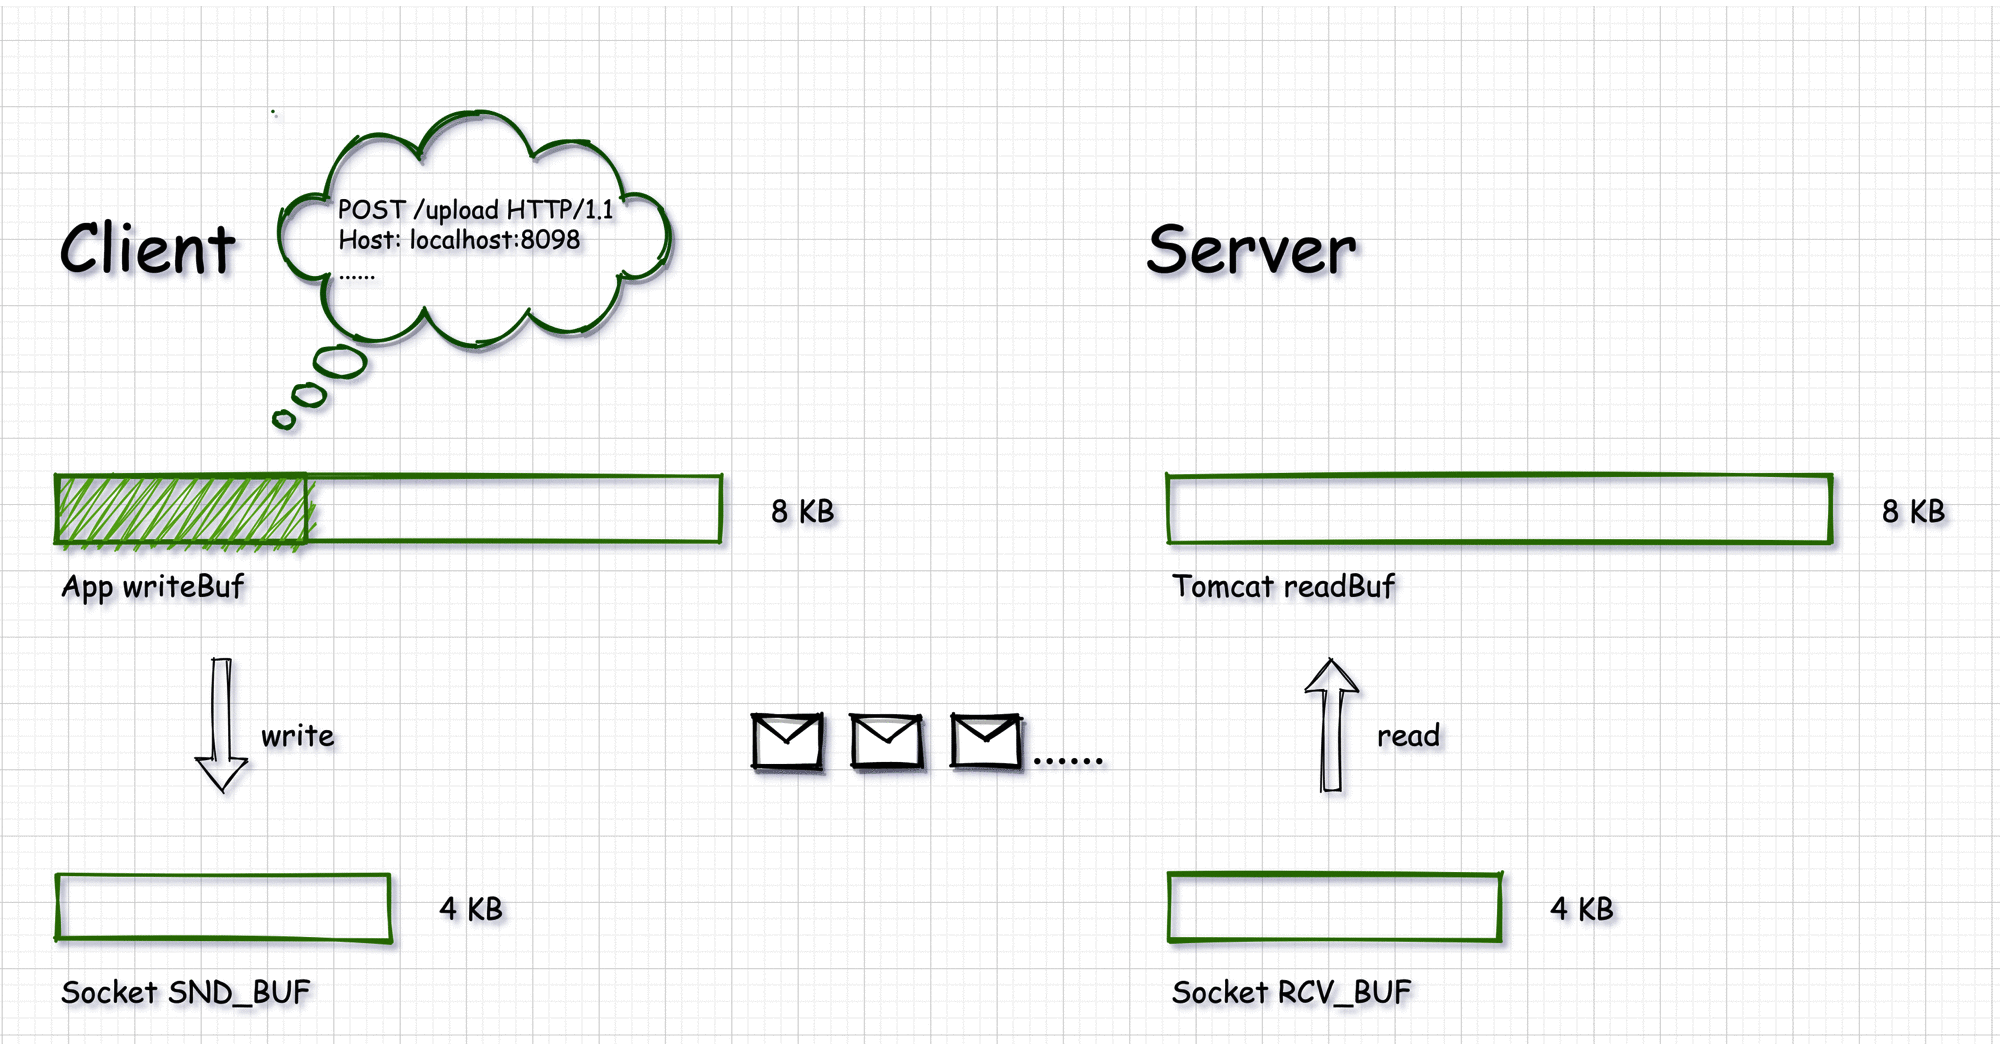 Client
POST /upload HTTP/1.1
Host: localhost:8098
......
Server
8 KB
App writeBuf
8 KB
Tomcat readBuf
write
......
read
4 KB
Socket SND_BUF
4 KB
Socket RCV_BUF